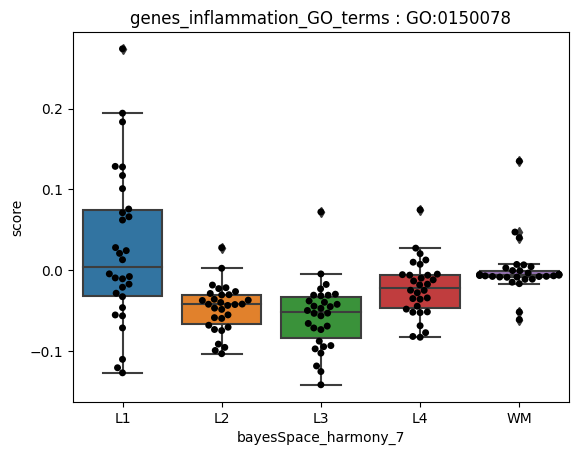 genes_inflammation_GO_terms : GO:0150078
score
0.2
0.1
0.0
−0.1
L1 L2 L3 L4 WM
bayesSpace_harmony_7